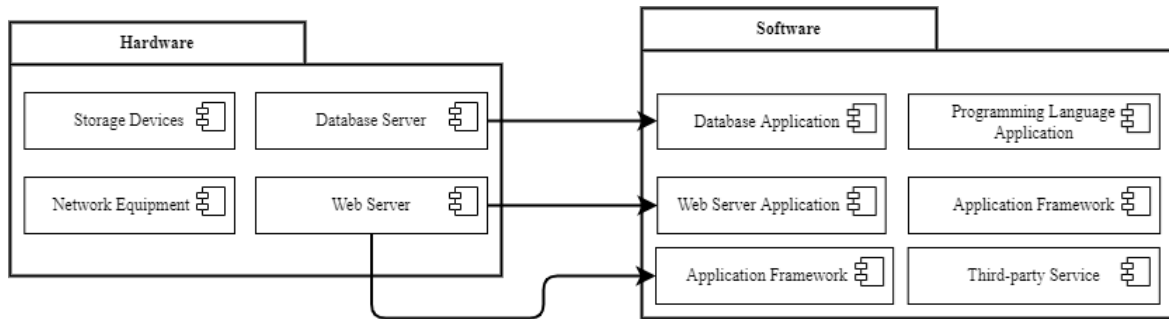 Hardware
Storage Devices
Database Server
Network Equipment
Web Server
Software
Database Application
Programming Language
Application
Web Server Application
Application Framework
Application Framework
Third-party Service